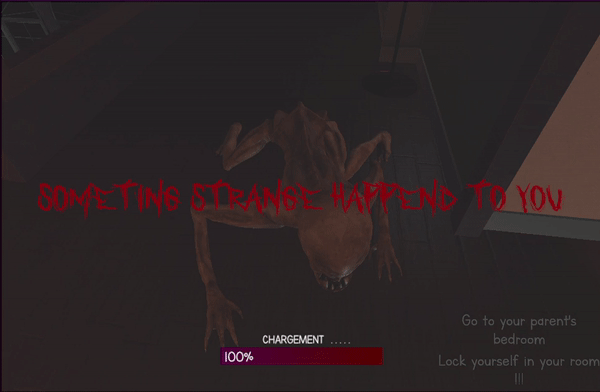 SOMETING STRANGE HAPPEND TO YOU
CHARGEMENT .....
100%
Go to your parent's
bedroom
Lock yourself in your room
!!!